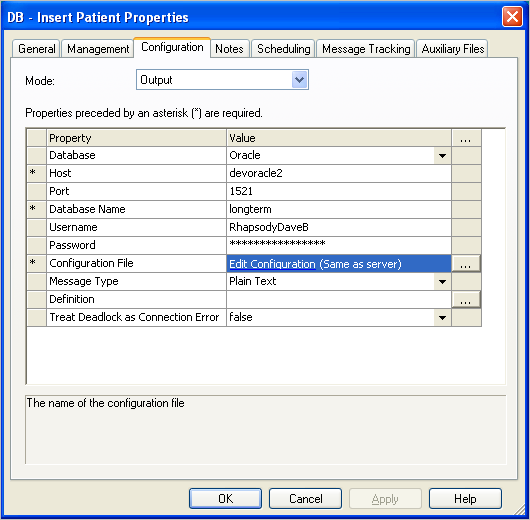 DB - Insert Patient Properties
General Management Configuration Notes Scheduling Message Tracking Auxiliary Files
Mode: Output
Properties preceded by an asterisk (*) are required.
Property Value ...
Database Oracle
* Host devoracle2
Port 1521
* Database Name longterm
Username RhapsodyDaveB
Password ****************
* Configuration File Edit Configuration (Same as server) ...
Message Type Plain Text
Definition ...
Treat Deadlock as Connection Error false
The name of the configuration file
OK Cancel Apply Help